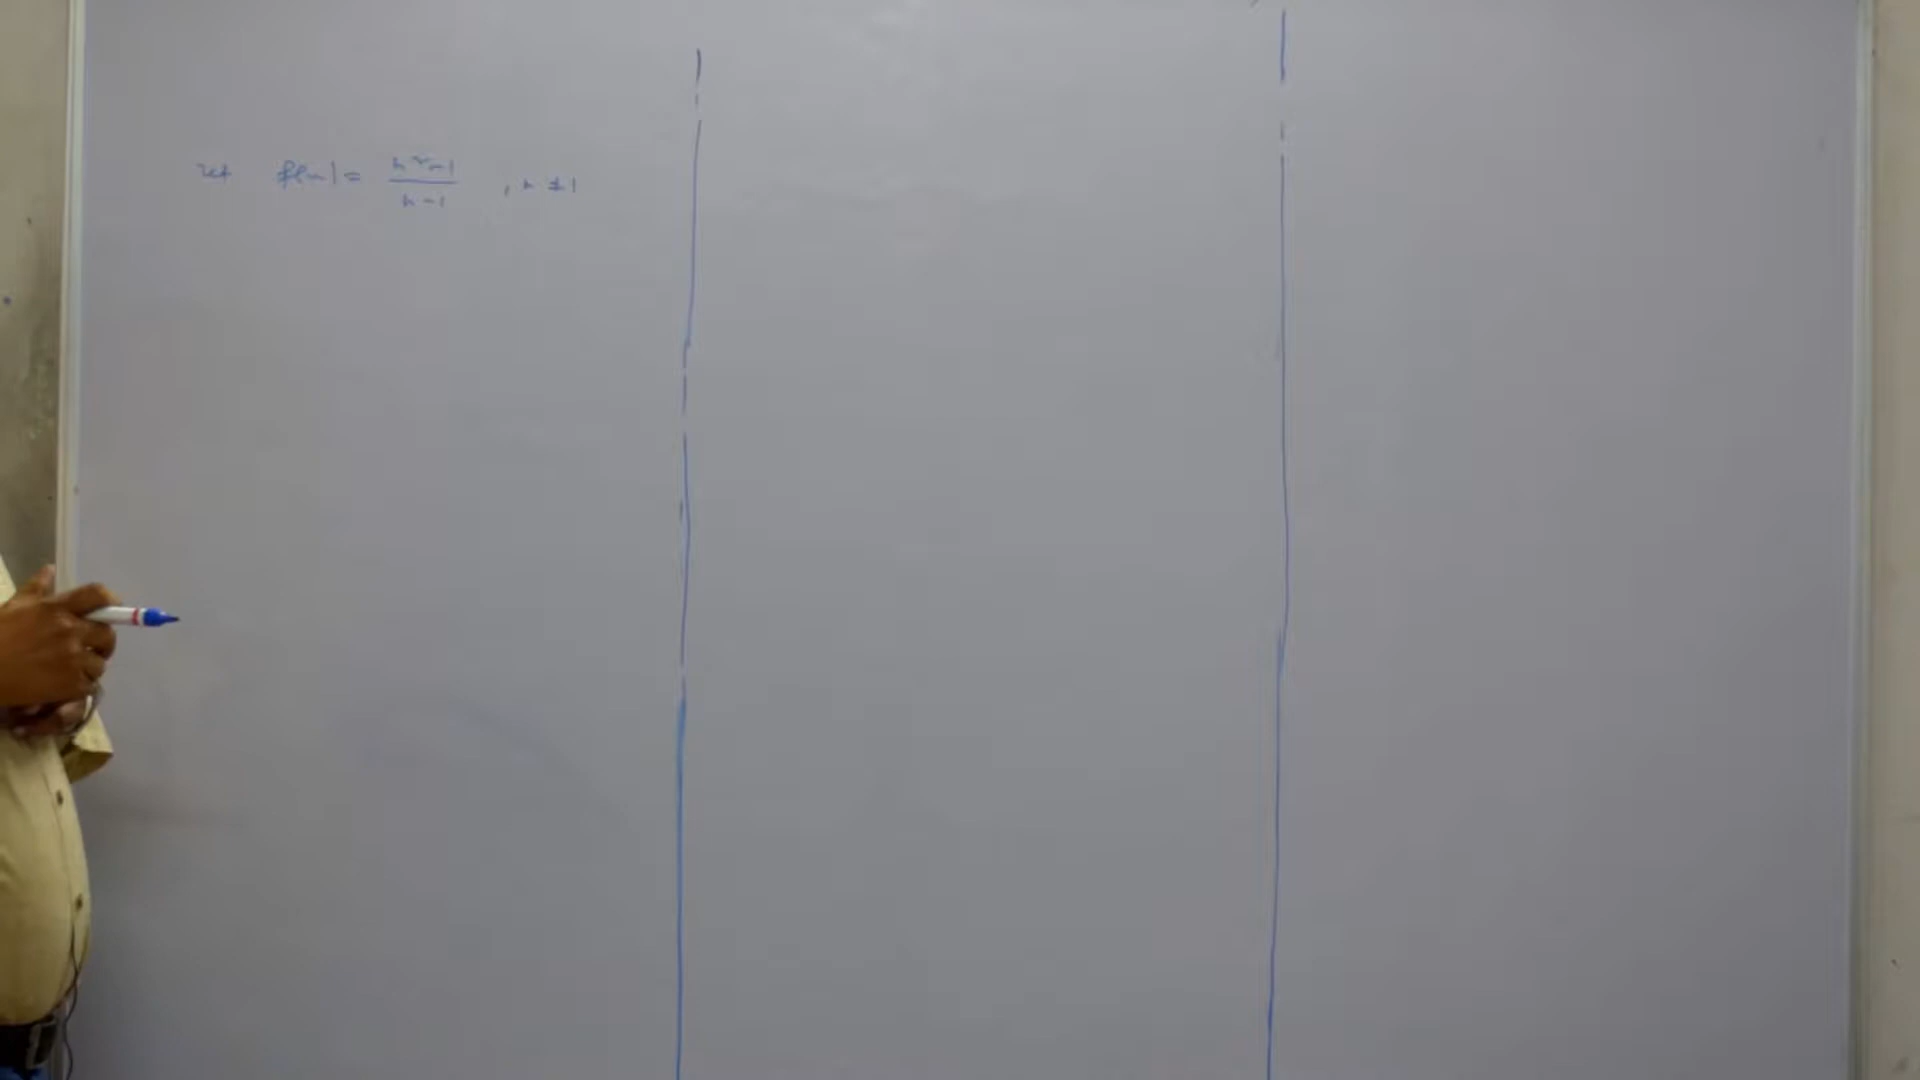 Let f(x) = x²-1 / x-1 , x ≠ 1